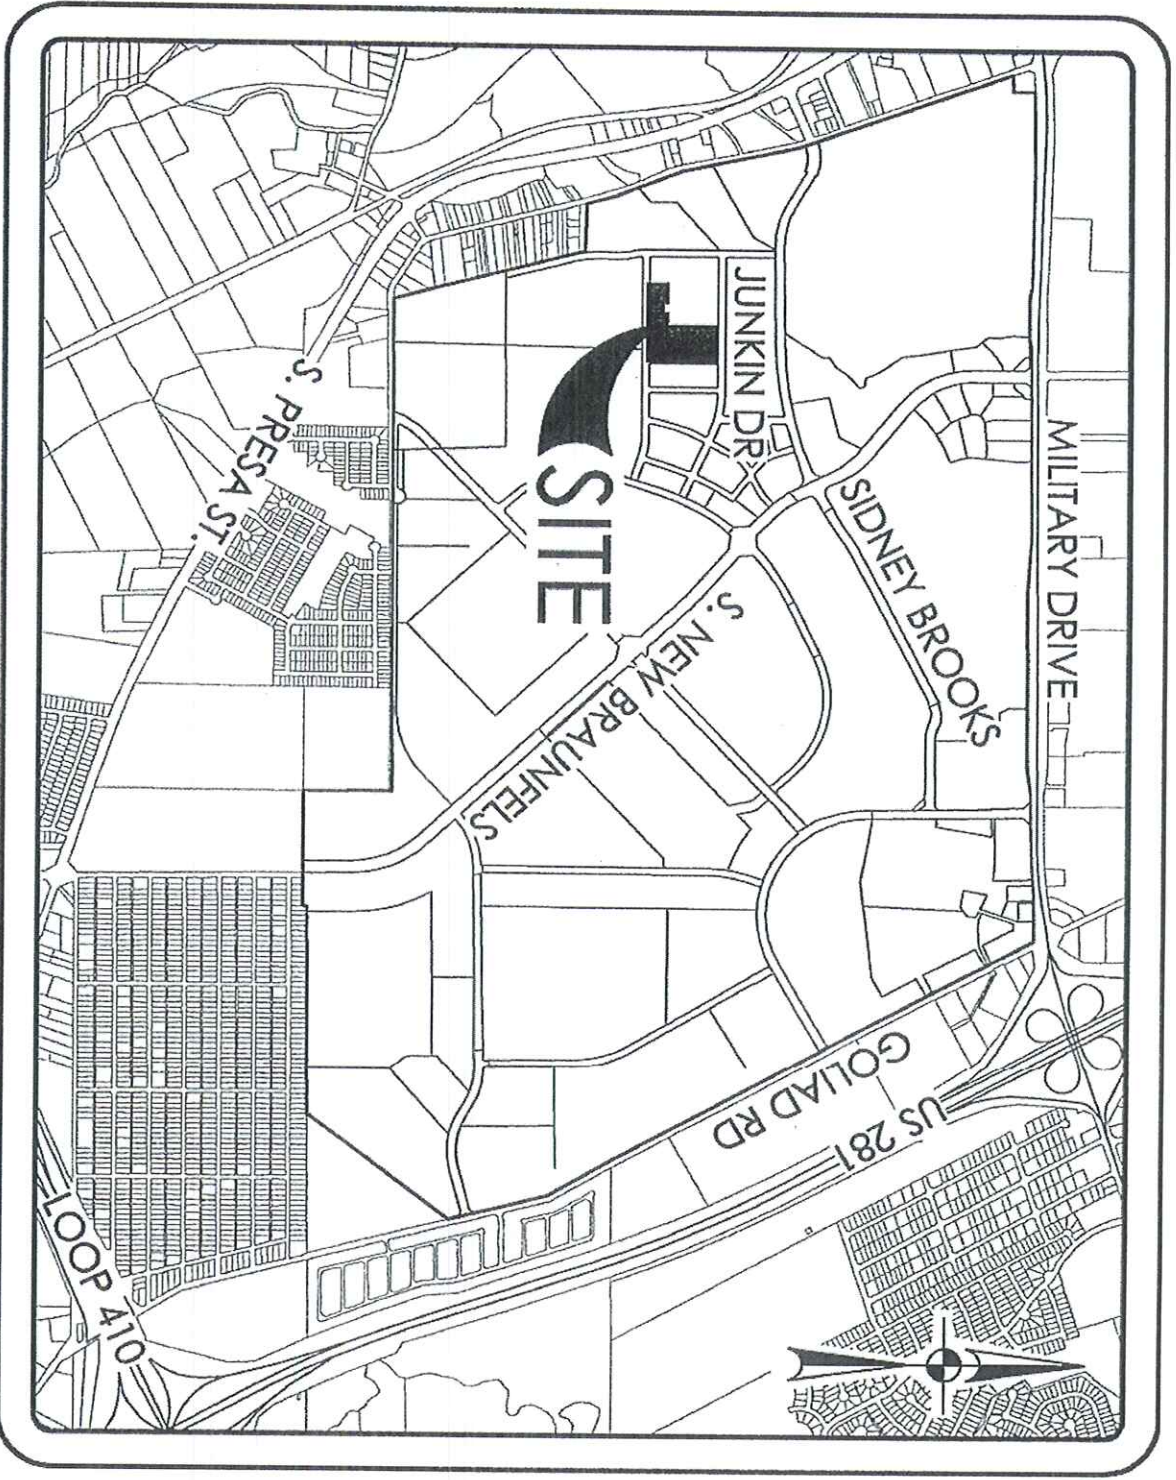 MILITARY DRIVE
SIDNEY BROOKS
JUNKIN DR
S. NEW BRAUNFELS
SITE
GOLIAD RD
US 281
S. PRESA ST.
LOOP 410